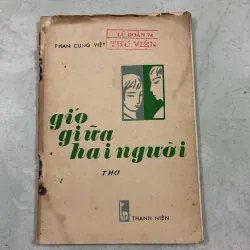 PHAN CUNG VIỆT
LỮ ĐOÀN 74
THƯ VIỆN
gió
giữa
hai người
THƠ
THANH NIÊN